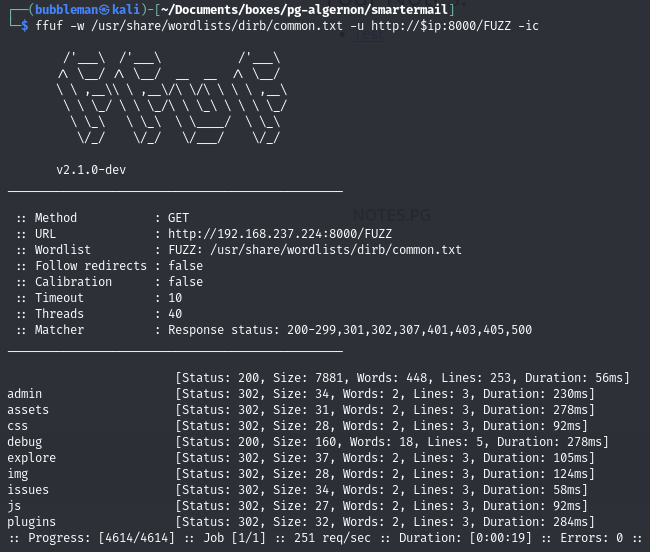 ┌──(bubbleman㉿kali)-[~/Documents/boxes/pg-algernon/smartermail]
└─$ ffuf -w /usr/share/wordlists/dirb/common.txt -u http://$ip:8000/FUZZ -ic
/'___\ /'___\ /'___\
/\ \__/ /\ \__/ __ __ /\ \__/
\ \ ,__\\ \ ,__\/\ \/\ \ \ \ ,__\
\ \ \_/ \ \ \_/\ \ \_\ \ \ \ \_/
\ \_\ \ \_\ \ \____/ \ \_\
\/_/ \/_/ \/___/ \/_/
v2.1.0-dev
________________________________________________
NOTES.PG
:: Method : GET
:: URL : http://192.168.237.224:8000/FUZZ
:: Wordlist : FUZZ: /usr/share/wordlists/dirb/common.txt
:: Follow redirects : false
:: Calibration : false
:: Timeout : 10
:: Threads : 40
:: Matcher : Response status: 200-299,301,302,307,401,403,405,500
________________________________________________
[Status: 200, Size: 7881, Words: 448, Lines: 253, Duration: 56ms]
admin [Status: 302, Size: 34, Words: 2, Lines: 3, Duration: 230ms]
assets [Status: 302, Size: 31, Words: 2, Lines: 3, Duration: 278ms]
css [Status: 302, Size: 28, Words: 2, Lines: 3, Duration: 92ms]
debug [Status: 200, Size: 160, Words: 18, Lines: 5, Duration: 278ms]
explore [Status: 302, Size: 37, Words: 2, Lines: 3, Duration: 105ms]
img [Status: 302, Size: 28, Words: 2, Lines: 3, Duration: 124ms]
issues [Status: 302, Size: 34, Words: 2, Lines: 3, Duration: 58ms]
js [Status: 302, Size: 27, Words: 2, Lines: 3, Duration: 92ms]
plugins [Status: 302, Size: 32, Words: 2, Lines: 3, Duration: 284ms]
:: Progress: [4614/4614] :: Job [1/1] :: 251 req/sec :: Duration: [0:00:19] :: Errors: 0 ::